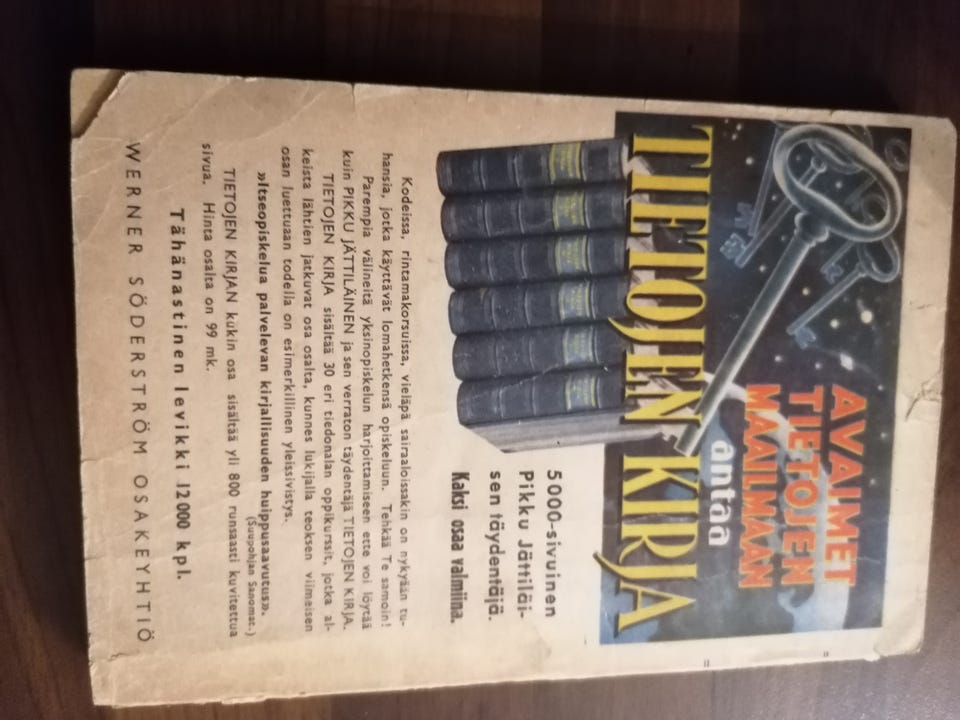 AVAIMET
TIETOJEN
MAAILMAAN
antaa
TIETOJEN KIRJA
5000-sivuinen
Pikku Jättiläi-
sen täydentäjä.
Kaksi osaa valmiina.
Kodeissa, rintamakorsuissa, vieläpä sairaaloissakin on nykyään tu-
hansia, jotka käyttävät lomahetkensä opiskeluun. Tehkää Te samoin!
Parempia välineitä yksinopiskelun harjoittamiseen ette voi löytää
kuin PIKKU JÄTTILÄINEN ja sen verraton täydentäjä TIETOJEN KIRJA.
TIETOJEN KIRJA sisältää 30 eri tiedonalan oppikurssit, jotka al-
keista lähtien jatkuvat osa osalta, kunnes lukijalla teoksen viimeisen
osan luettuaan todella on esimerkillinen yleissivistys.
»Itseopiskelua palvelevan kirjallisuuden huippusaavutus».
(Suupohjan Sanomat.)
TIETOJEN KIRJAN kukin osa sisältää yli 800 runsaasti kuvitettua
sivua. Hinta osalta on 99 mk.
Tähänastinen levikki 12000 kpl.
WERNER SÖDERSTRÖM OSAKEYHTIÖ